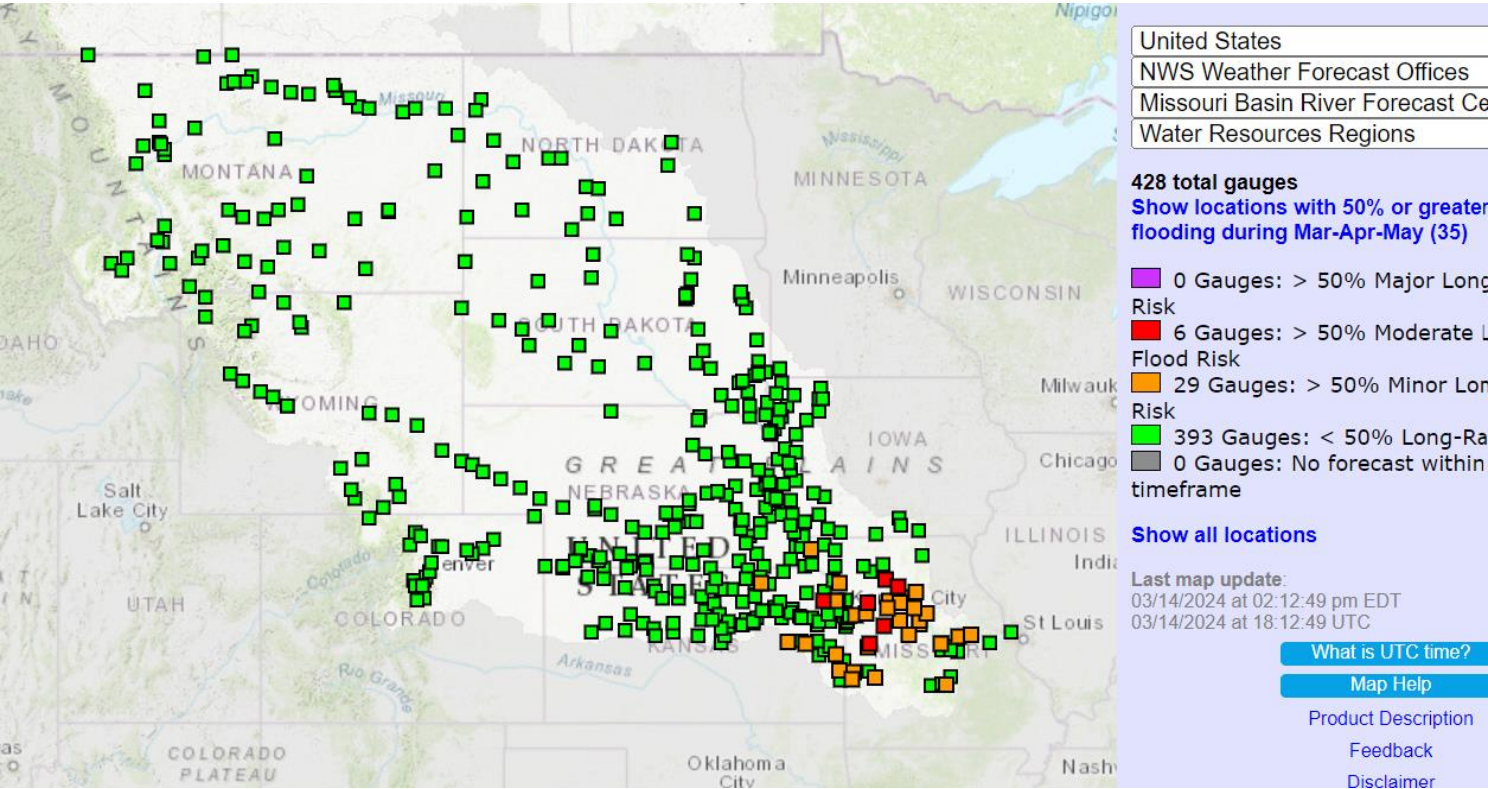 Nipigo
United States
NWS Weather Forecast Offices
Missouri Basin River Forecast Ce
Water Resources Regions
428 total gauges
Show locations with 50% or greater
flooding during Mar-Apr-May (35)
0 Gauges: > 50% Major Long
Risk
6 Gauges: > 50% Moderate L
Flood Risk
29 Gauges: > 50% Minor Lon
Risk
393 Gauges: < 50% Long-Ra
0 Gauges: No forecast within
timeframe
Show all locations
Last map update:
03/14/2024 at 02:12:49 pm EDT
03/14/2024 at 18:12:49 UTC
What is UTC time?
Map Help
Product Description
Feedback
Disclaimer
Missouri
NORTH DAKOTA
Mississippi
MONTANA
MINNESOTA
MOUNTAINS
Minneapolis
WISCONSIN
SOUTH DAKOTA
DAHO
Milwauk
WYOMING
IOWA
GREAT PLAINS
Chicago
NEBRASKA
Salt
Lake City
UNITED
STATES
ILLINOIS
India
enver
Colorado
UTAH
City
COLORADO
St Louis
KANSAS
MISSOURI
Arkansas
Rio Grande
COLORADO
PLATEAU
Oklahoma
City
Nash
as